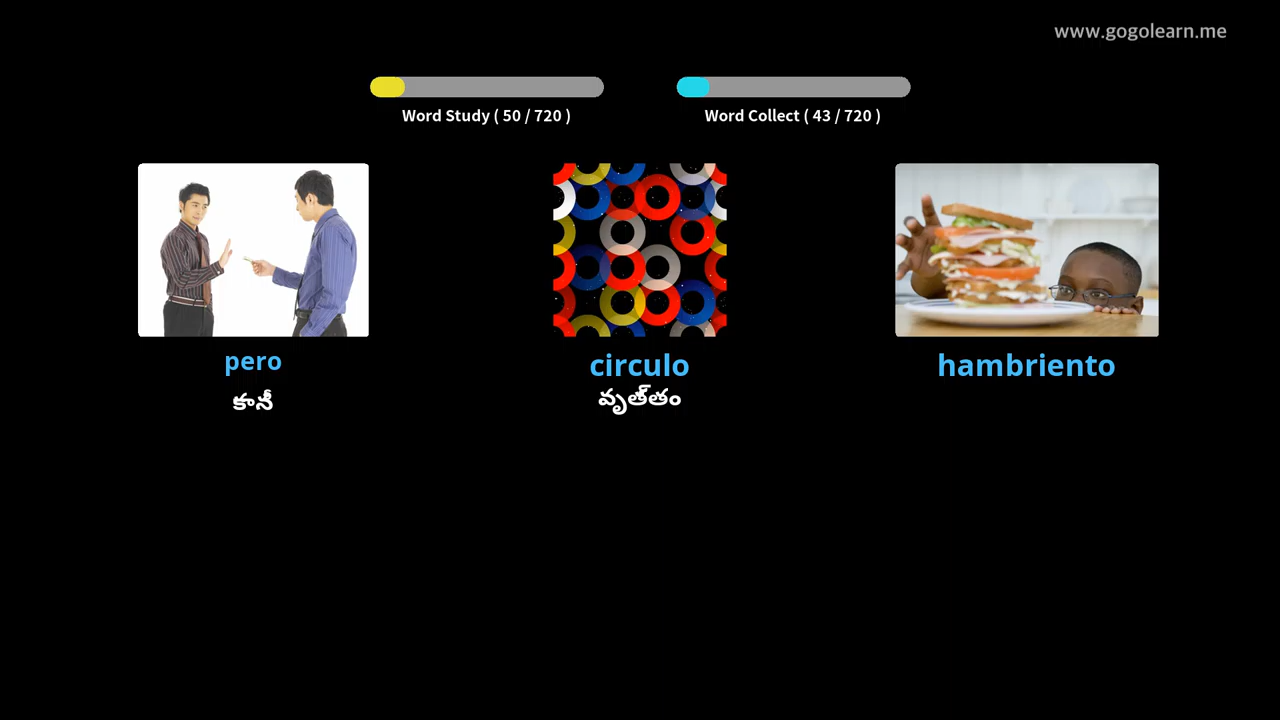 www.gogolearn.me
Word Study ( 50 / 720 )
Word Collect ( 43 / 720 )
pero
circulo
hambriento
కానీ
వృత్తం